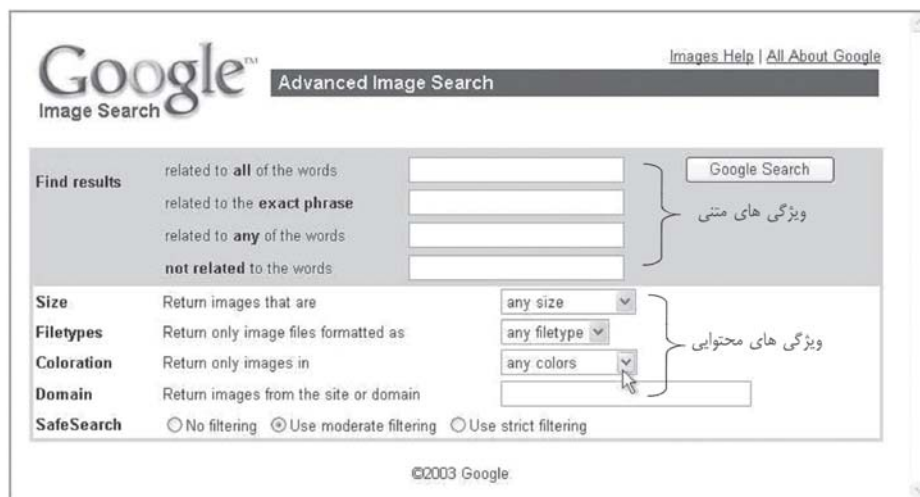 Google™
Image Search
Images Help | All About Google
Advanced Image Search
Find results
related to all of the words
related to the exact phrase
related to any of the words
not related to the words
Google Search
ویژگی های متنی
Size Return images that are any size
Filetypes Return only image files formatted as any filetype
Coloration Return only images in any colors
Domain Return images from the site or domain
ویژگی های محتوایی
SafeSearch No filtering Use moderate filtering Use strict filtering
©2003 Google